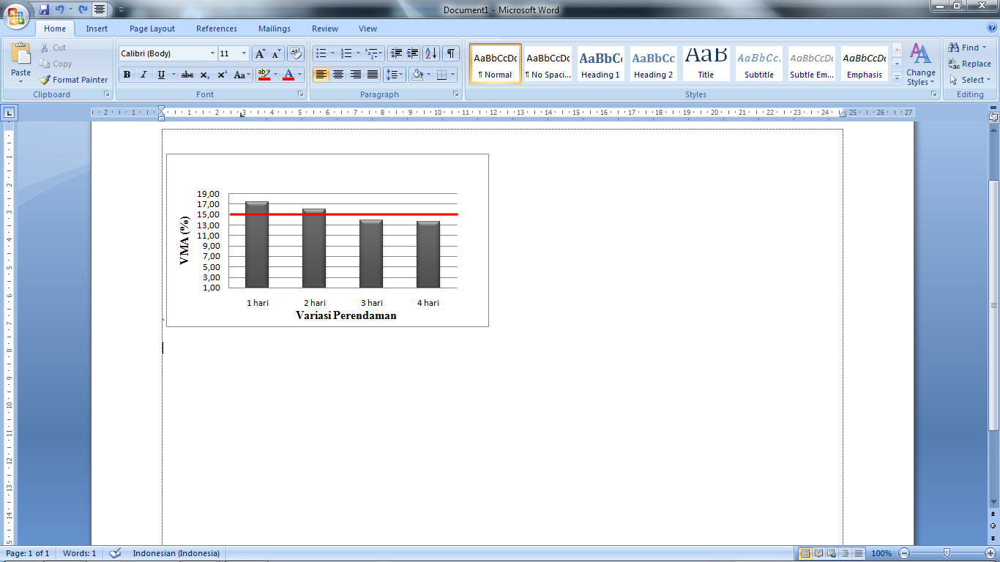 Document1 - Microsoft Word
Home Insert Page Layout References Mailings Review View
Paste
Cut
Copy
Format Painter
Clipboard
Calibri (Body) 11
Font
Paragraph
AaBbCcDc AaBbCcDc AaBbC AaBbCc AaB AaBbCc. AaBbCcDc AaBbCcDc
¶ Normal ¶ No Spaci... Heading 1 Heading 2 Title Subtitle Subtle Em... Emphasis
Change Styles
Styles
Find
Replace
Select
Editing
2 1 1 2 3 4 5 6 7 8 9 10 11 12 13 14 15 16 17 18 19 20 21 22 23 24 25 26 27
VMA (%)
19,00
17,00
15,00
13,00
11,00
9,00
7,00
5,00
3,00
1,00
1 hari 2 hari 3 hari 4 hari
Variasi Perendaman
Page: 1 of 1 Words: 1 Indonesian (Indonesia) 100%